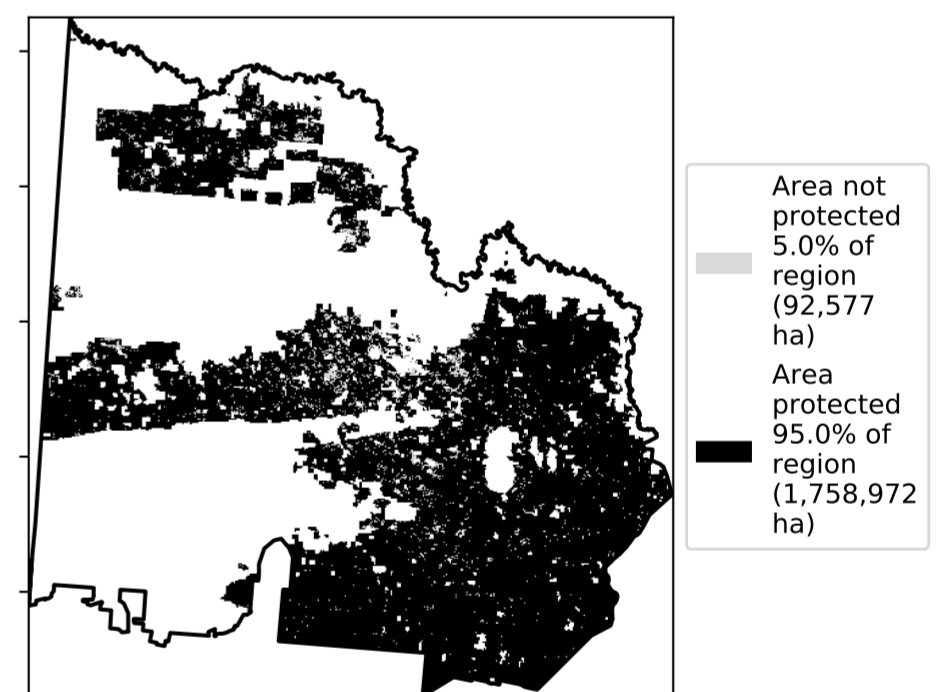 Area not
protected
5.0% of
region
(92,577
ha)
Area
protected
95.0% of
region
(1,758,972
ha)